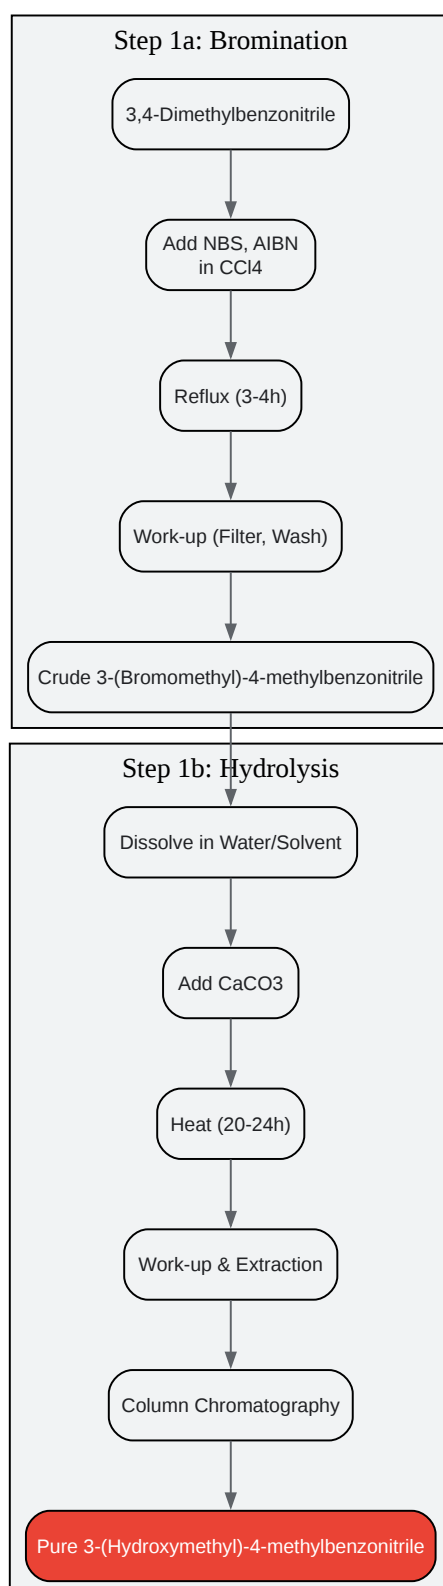 Step 1a: Bromination
3,4-Dimethylbenzonitrile
Add NBS, AIBN
in CCl4
Reflux (3-4h)
Work-up (Filter, Wash)
Crude 3-(Bromomethyl)-4-methylbenzonitrile
Step 1b: Hydrolysis
Dissolve in Water/Solvent
Add CaCO3
Heat (20-24h)
Work-up & Extraction
Column Chromatography
Pure 3-(Hydroxymethyl)-4-methylbenzonitrile